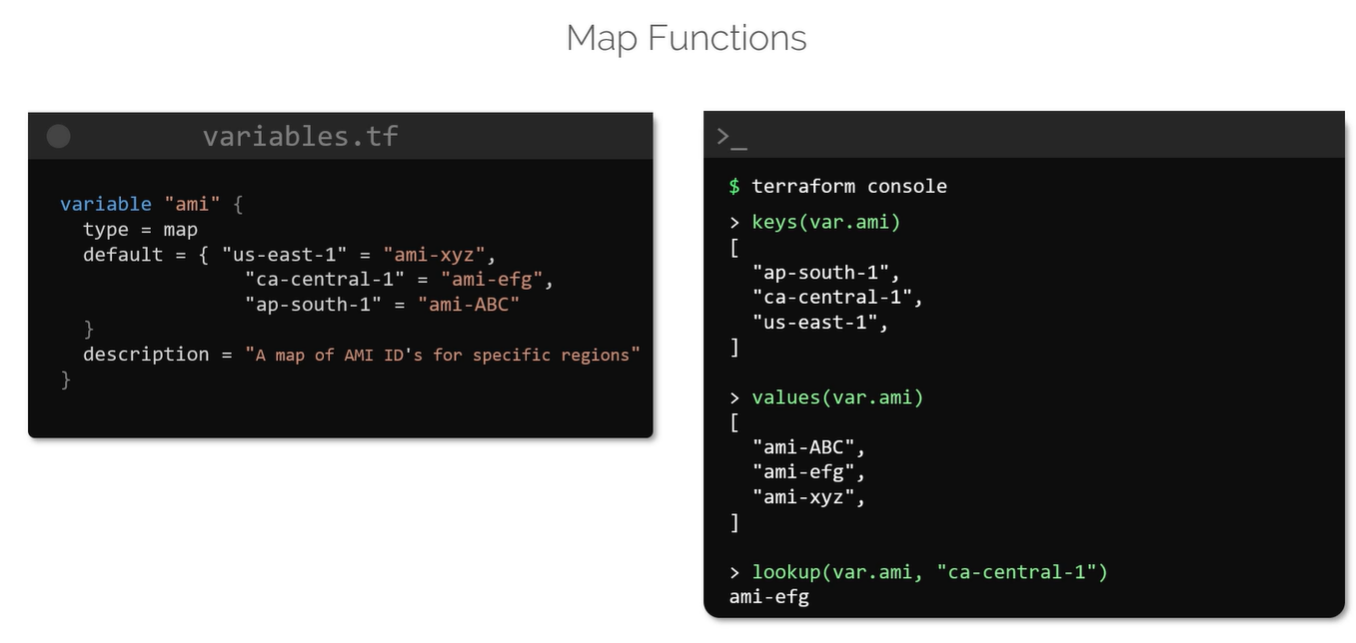 Map Functions
variables.tf
variable "ami" {
type = map
default = { "us-east-1" = "ami-xyz",
"ca-central-1" = "ami-efg",
"ap-south-1" = "ami-ABC"
}
description = "A map of AMI ID's for specific regions"
}
>_
$ terraform console
> keys(var.ami)
[
"ap-south-1",
"ca-central-1",
"us-east-1",
]
> values(var.ami)
[
"ami-ABC",
"ami-efg",
"ami-xyz",
]
> lookup(var.ami, "ca-central-1")
ami-efg